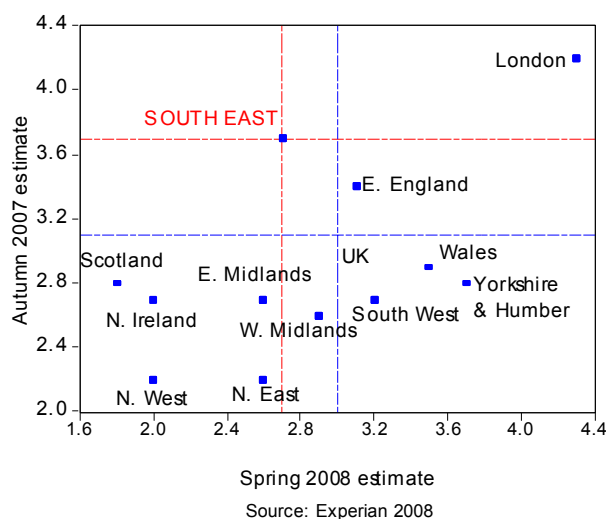 4.4
4.0
3.6
3.2
2.8
2.4
2.0
1.6
2.0
2.4
2.8
3.2
3.6
4.0
4.4
Autumn 2007 estimate
London
SOUTH EAST
E. England
UK
Wales
Scotland
E. Midlands
Yorkshire
& Humber
N. Ireland
W. Midlands
South West
N. West
N. East
Spring 2008 estimate
Source: Experian 2008